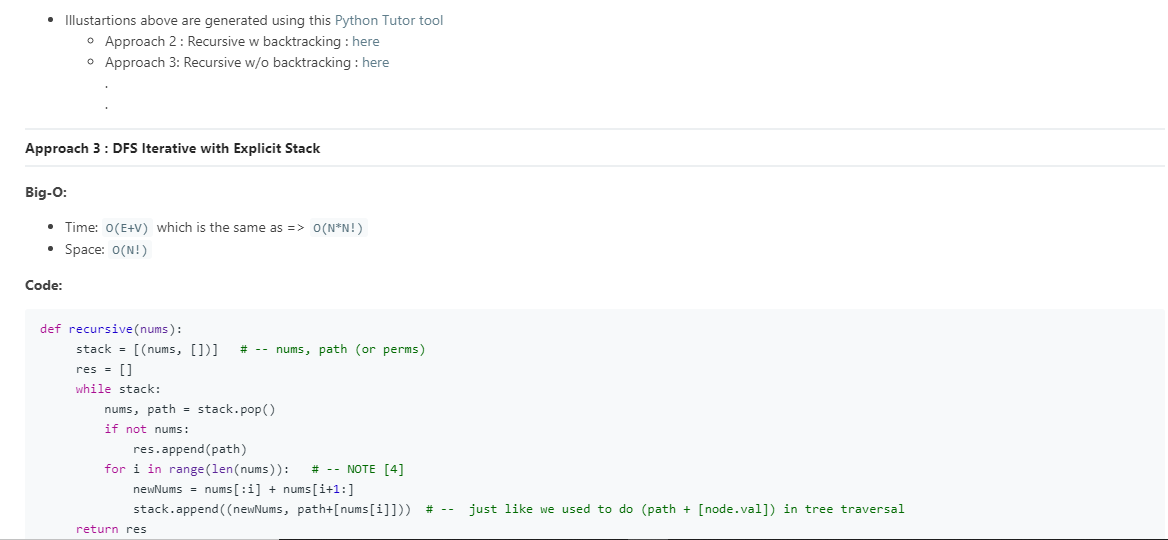 • Illustartions above are generated using this Python Tutor tool
◦ Approach 2 : Recursive w backtracking : here
◦ Approach 3: Recursive w/o backtracking : here
.
.
Approach 3 : DFS Iterative with Explicit Stack
Big-O:
• Time: O(E+V) which is the same as => O(N*N!)
• Space: O(N!)
Code:
def recursive(nums):
     stack = [(nums, [])]   # -- nums, path (or perms)
     res = []
     while stack:
         nums, path = stack.pop()
         if not nums:
             res.append(path)
         for i in range(len(nums)):   # -- NOTE [4]
             newNums = nums[:i] + nums[i+1:]
             stack.append((newNums, path+[nums[i]]))  # --  just like we used to do (path + [node.val]) in tree traversal
     return res